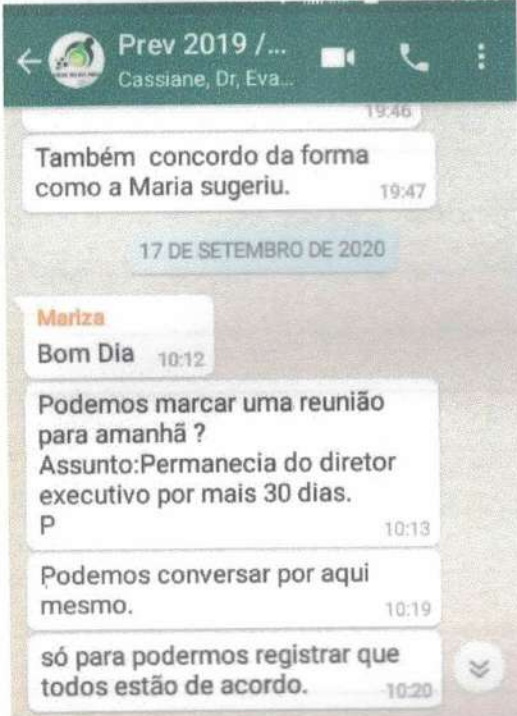 Prev 2019 /...
Cassiane, Dr, Eva...
19:46
Também concordo da forma
como a Maria sugeriu. 19:47
17 DE SETEMBRO DE 2020
Mariza
Bom Dia 10:12
Podemos marcar uma reunião
para amanhã ?
Assunto:Permanecia do diretor
executivo por mais 30 dias.
P 10:13
Podemos conversar por aqui
mesmo. 10:19
só para podermos registrar que
todos estão de acordo. 10:20